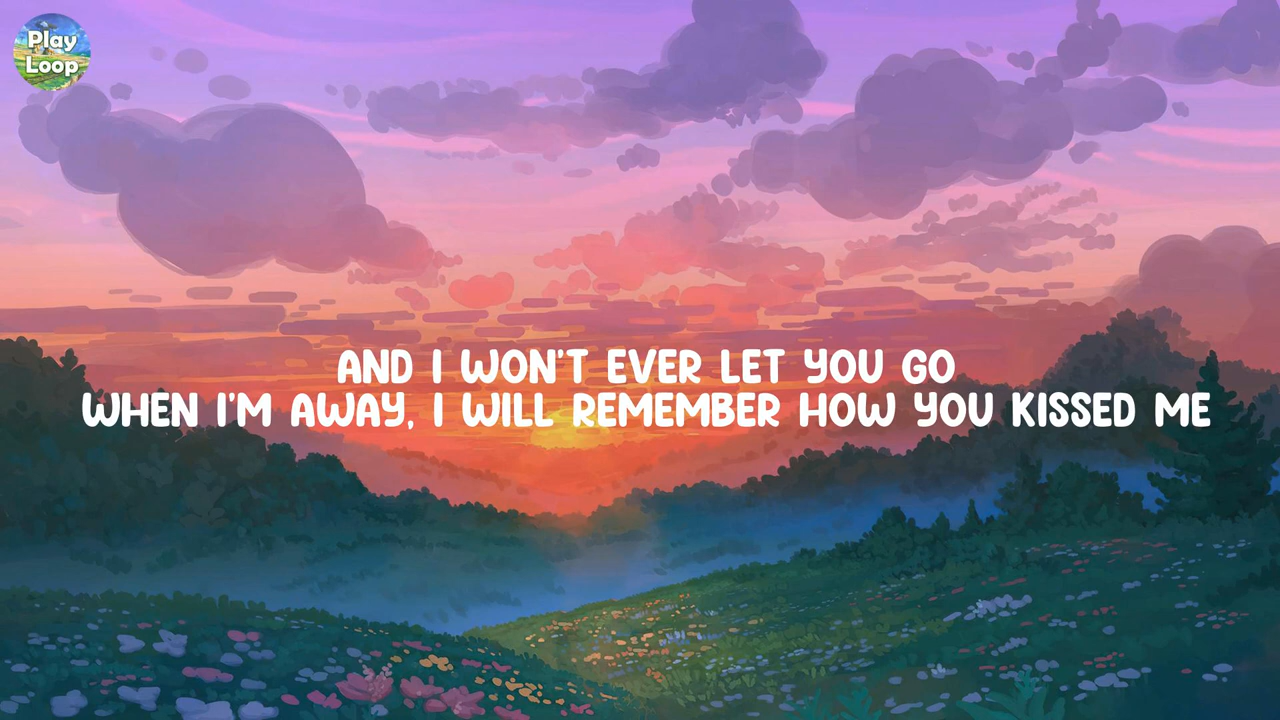 Play
Loop
AND I WON'T EVER LET YOU GO
WHEN I'M AWAY, I WILL REMEMBER HOW YOU KISSED ME